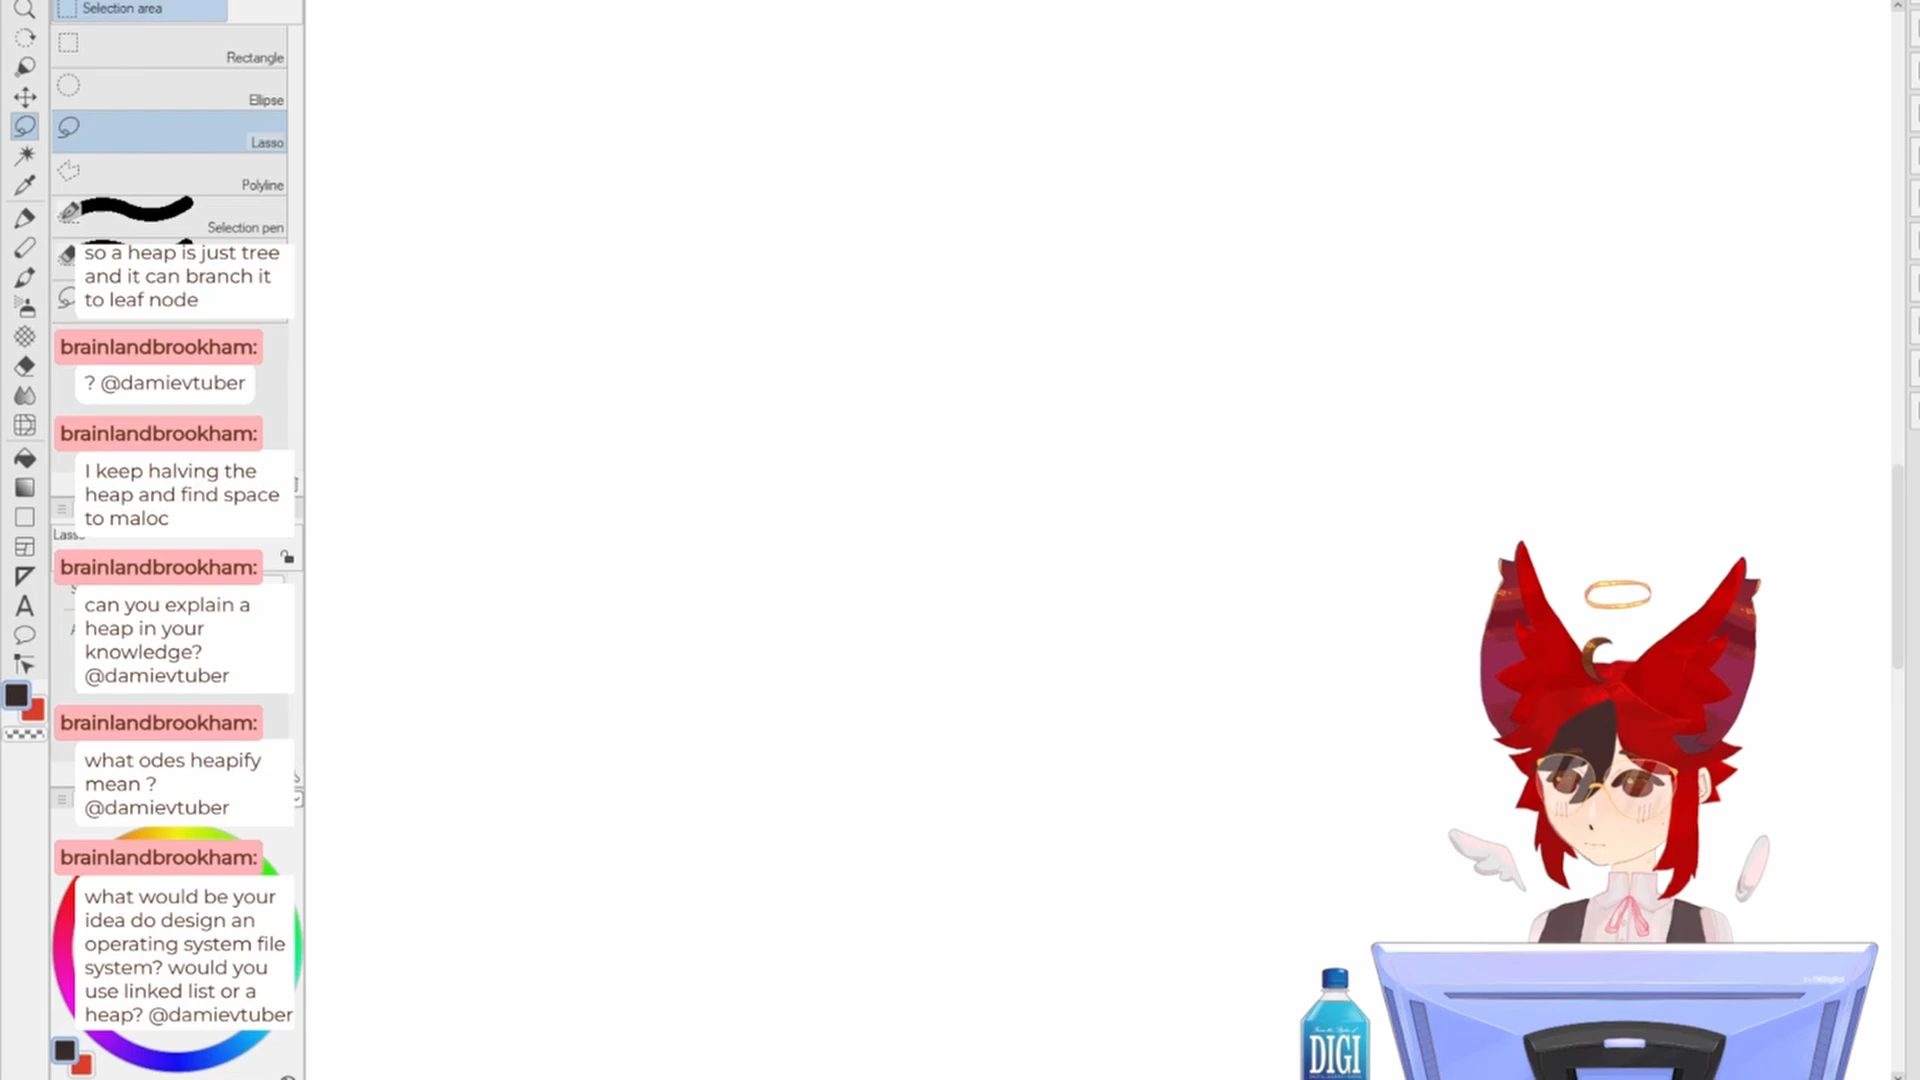 Selection area
Rectangle
Ellipse
Lasso
Polyline
Selection pen
so a heap is just tree
and it can branch it
to leaf node
brainlandbrookham:
? @damievtuber
brainlandbrookham:
I keep halving the
heap and find space
to maloc
Lasso
brainlandbrookham:
can you explain a
heap in your
knowledge?
@damievtuber
brainlandbrookham:
what odes heapify
mean ?
@damievtuber
brainlandbrookham:
what would be your
idea do design an
operating system file
system? would you
use linked list or a
heap? @damievtuber
DIGI